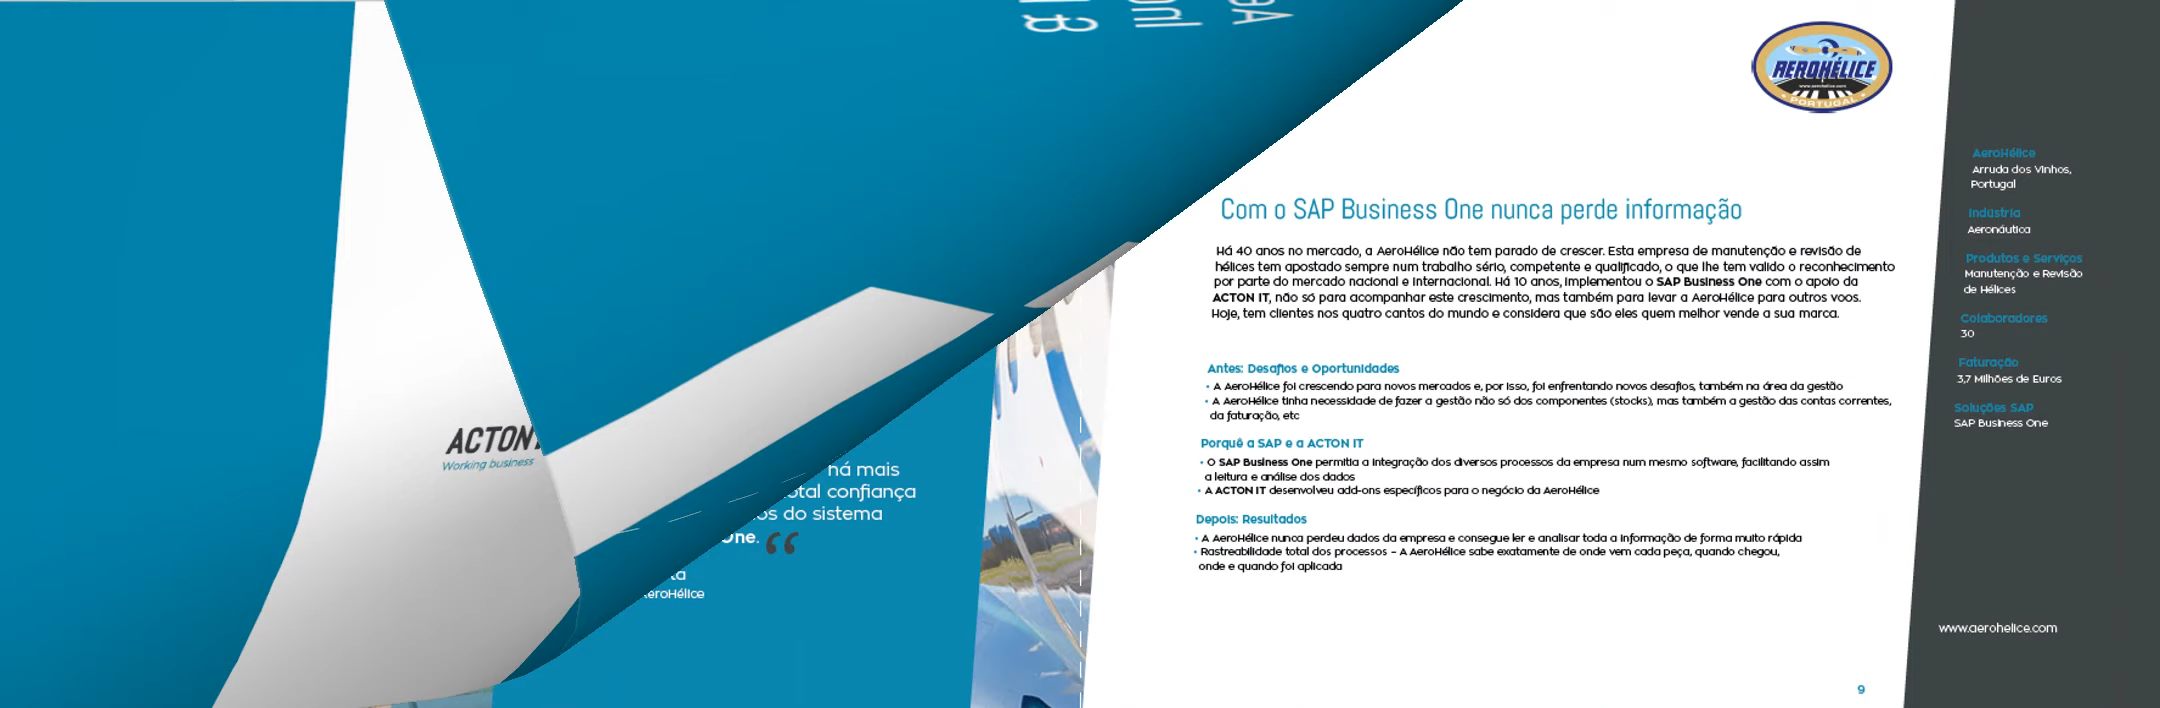 ACTON
Working business
há mais
total confiança
os do sistema
One. “
AeroHélice
AEROHÉLICE
www.aerohelice.com
PORTUGAL
Com o SAP Business One nunca perde informação
Há 40 anos no mercado, a AeroHélice não tem parado de crescer. Esta empresa de manutenção e revisão de
hélices tem apostado sempre num trabalho sério, competente e qualificado, o que lhe tem valido o reconhecimento
por parte do mercado nacional e internacional. Há 10 anos, implementou o SAP Business One com o apoio da
ACTON IT, não só para acompanhar este crescimento, mas também para levar a AeroHélice para outros voos.
Hoje, tem clientes nos quatro cantos do mundo e considera que são eles quem melhor vende a sua marca.
Antes: Desafios e Oportunidades
• A AeroHélice foi crescendo para novos mercados e, por isso, foi enfrentando novos desafios, também na área da gestão
• A AeroHélice tinha necessidade de fazer a gestão não só dos componentes (stocks), mas também a gestão das contas correntes,
da faturação, etc
Porquê a SAP e a ACTON IT
• O SAP Business One permitia a integração dos diversos processos da empresa num mesmo software, facilitando assim
a leitura e análise dos dados
• A ACTON IT desenvolveu add-ons específicos para o negócio da AeroHélice
Depois: Resultados
• A AeroHélice nunca perdeu dados da empresa e consegue ler e analisar toda a informação de forma muito rápida
• Rastreabilidade total dos processos – A AeroHélice sabe exatamente de onde vem cada peça, quando chegou,
onde e quando foi aplicada
9
AeroHélice
Arruda dos Vinhos,
Portugal
Indústria
Aeronáutica
Produtos e Serviços
Manutenção e Revisão
de Hélices
Colaboradores
30
Faturação
3,7 Milhões de Euros
Soluções SAP
SAP Business One
www.aerohelice.com